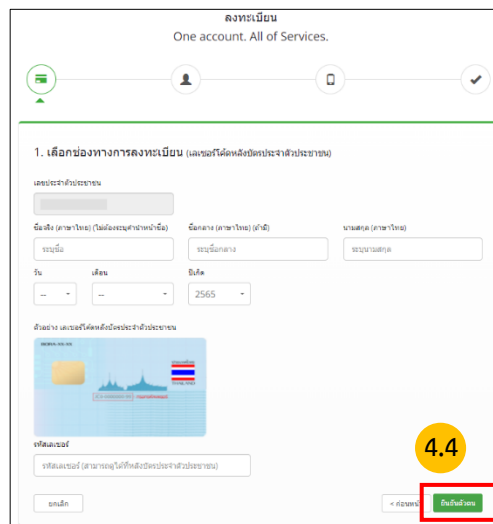 ลงทะเบียน
One account. All of Services.
1. เลือกช่องทางการลงทะเบียน (เลเซอร์โค้ดหลังบัตรประจำตัวประชาชน)
เลขประจำตัวประชาชน
ชื่อจริง (ภาษาไทย) (ไม่ต้องระบุคำนำหน้าชื่อ) ชื่อกลาง (ภาษาไทย) (ถ้ามี) นามสกุล (ภาษาไทย)
ระบุชื่อ ระบุชื่อกลาง ระบุนามสกุล
วัน เดือน ปีเกิด
-- -- 2565
ตัวอย่าง เลเซอร์โค้ดหลังบัตรประจำตัวประชาชน
รหัสเลเซอร์
4.4
รหัสเลเซอร์ (สามารถดูได้ที่หลังบัตรประจำตัวประชาชน)
ยกเลิก < ก่อนหน้า ยืนยันตัวตน